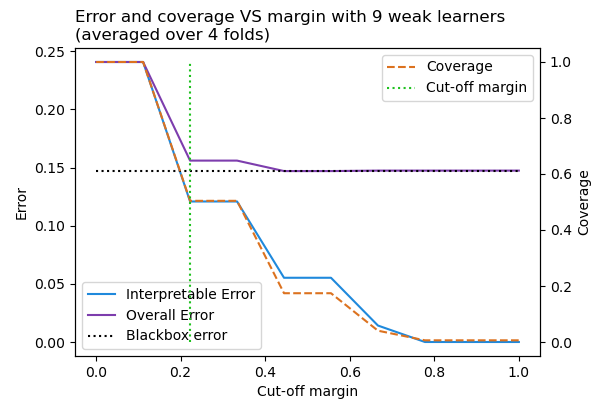 Error and coverage VS margin with 9 weak learners
(averaged over 4 folds)
0.25
0.20
0.15
0.10
0.05
0.00
Error
1.0
0.8
0.6
0.4
0.2
0.0
Coverage
Coverage
Cut-off margin
Interpretable Error
Overall Error
Blackbox error
0.0
0.2
0.4
0.6
0.8
1.0
Cut-off margin